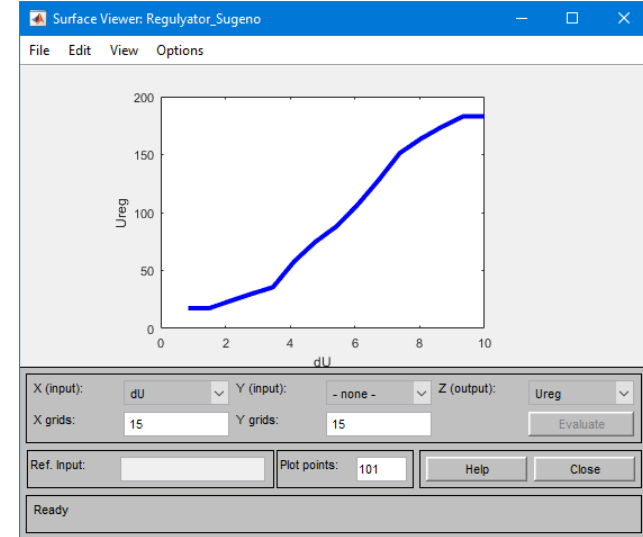 Surface Viewer: Regulyator_Sugeno
File Edit View Options
200
150
100
50
0
Ureg
0 2 4 6 8 10
dU
X (input): dU Y (input): - none - Z (output): Ureg
X grids: 15 Y grids: 15 Evaluate
Ref. Input: Plot points: 101 Help Close
Ready